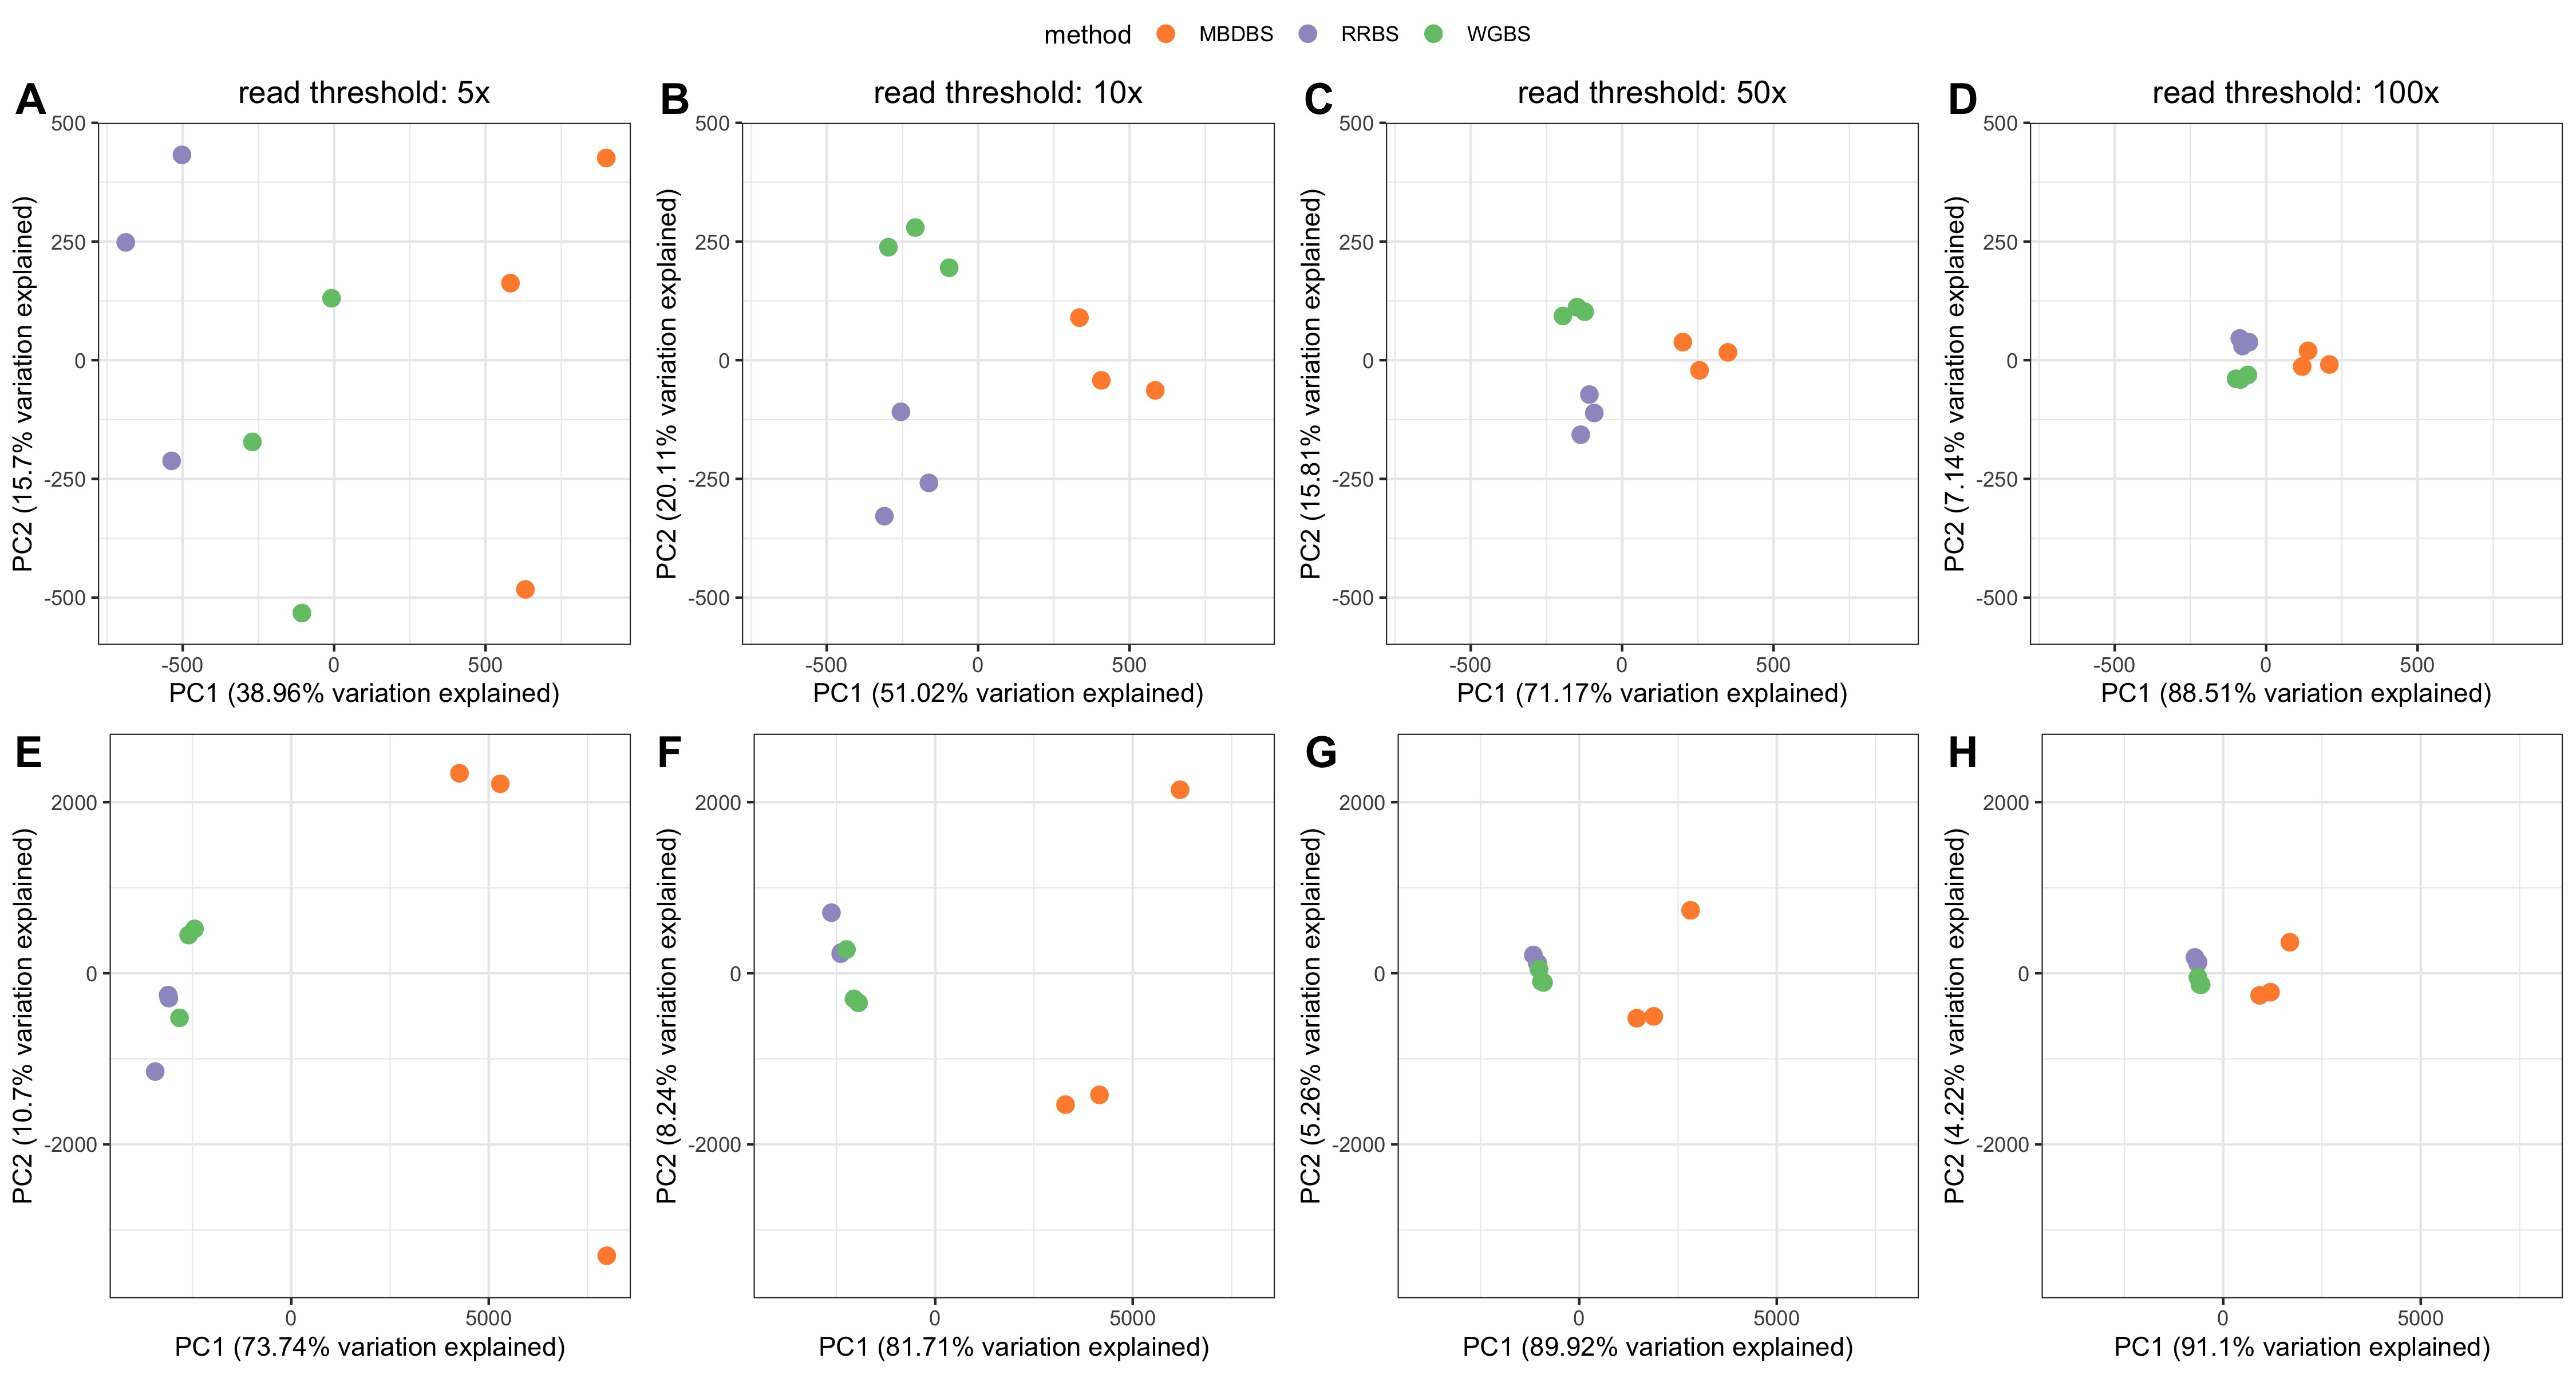 method MBDBS RRBS WGBS
A read threshold: 5x
500
250
0
-250
-500
PC2 (15.7% variation explained)
-500 0 500
PC1 (38.96% variation explained)
B read threshold: 10x
500
250
0
-250
-500
PC2 (20.11% variation explained)
-500 0 500
PC1 (51.02% variation explained)
C read threshold: 50x
500
250
0
-250
-500
PC2 (15.81% variation explained)
-500 0 500
PC1 (71.17% variation explained)
D read threshold: 100x
500
250
0
-250
-500
PC2 (7.14% variation explained)
-500 0 500
PC1 (88.51% variation explained)
E
2000
0
-2000
PC2 (10.7% variation explained)
0 5000
PC1 (73.74% variation explained)
F
2000
0
-2000
PC2 (8.24% variation explained)
0 5000
PC1 (81.71% variation explained)
G
2000
0
-2000
PC2 (5.26% variation explained)
0 5000
PC1 (89.92% variation explained)
H
2000
0
-2000
PC2 (4.22% variation explained)
0 5000
PC1 (91.1% variation explained)